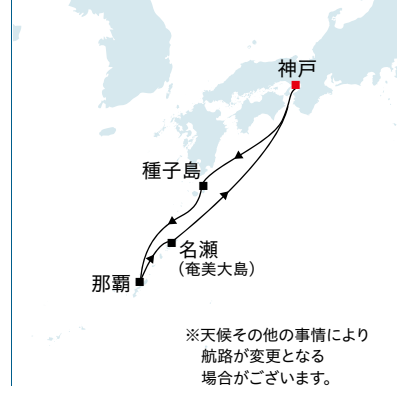 神戸
種子島
名瀬
（奄美大島）
那覇
※天候その他の事情により
航路が変更となる
場合がございます。